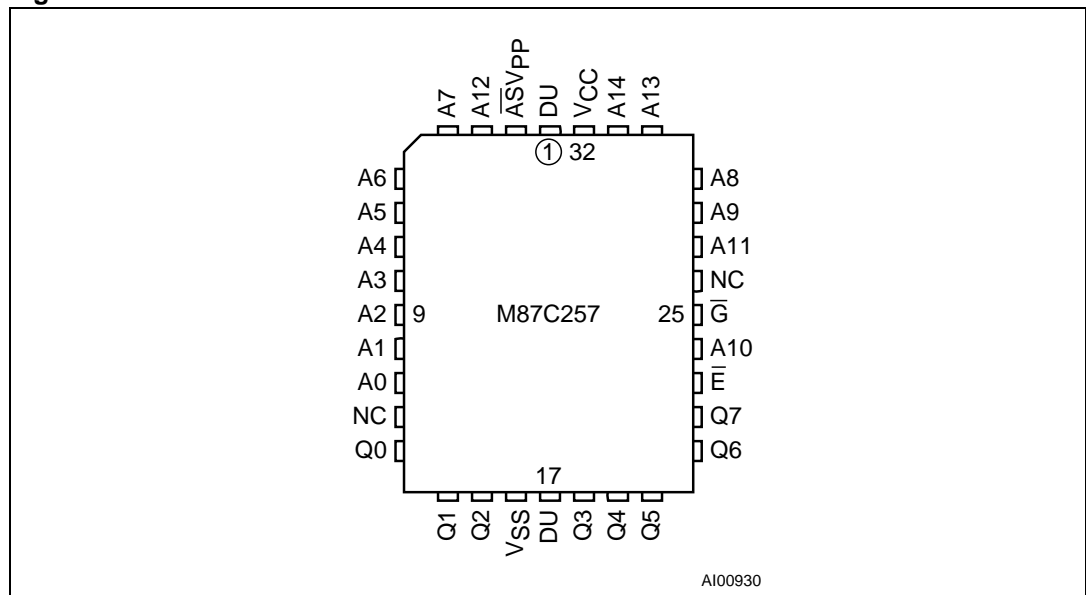 A7 A12 A̅S̅VPP DU VCC A14 A13
1 32
A6 A8
A5 A9
A4 A11
A3 NC
A2 9 M87C257 25 G̅
A1 A10
A0 E̅
NC Q7
Q0 Q6
17
Q1 Q2 VSS DU Q3 Q4 Q5
AI00930